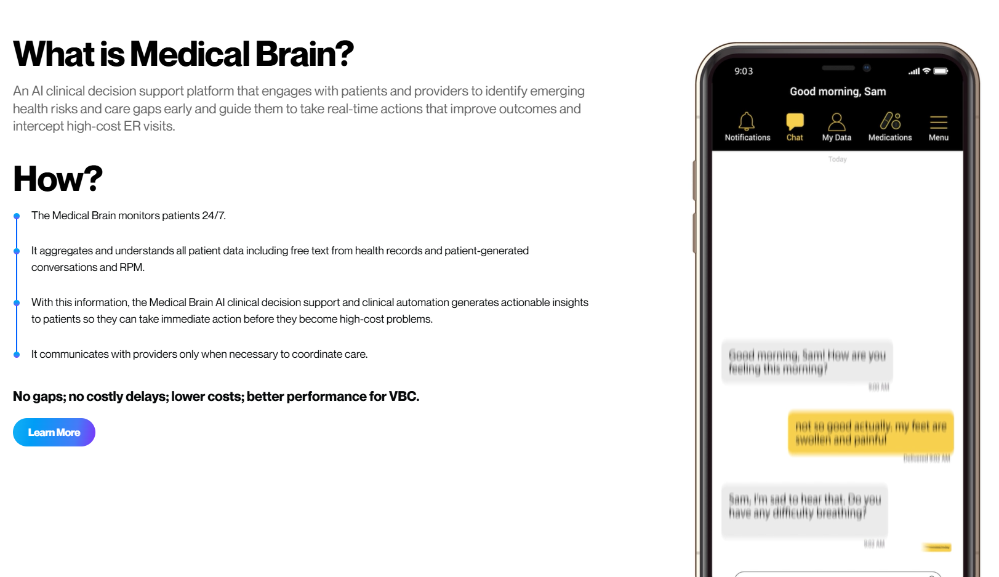 What is Medical Brain?
An AI clinical decision support platform that engages with patients and providers to identify emerging
health risks and care gaps early and guide them to take real-time actions that improve outcomes and
intercept high-cost ER visits.
How?
The Medical Brain monitors patients 24/7.
It aggregates and understands all patient data including free text from health records and patient-generated
conversations and RPM.
With this information, the Medical Brain AI clinical decision support and clinical automation generates actionable insights
to patients so they can take immediate action before they become high-cost problems.
It communicates with providers only when necessary to coordinate care.
No gaps; no costly delays; lower costs; better performance for VBC.
Learn More
9:03
Good morning, Sam
Notifications Chat My Data Medications Menu
Today
Good morning, Sam! How are you
feeling this morning?
not so good actually. my feet are
swollen and painful
Delivered
Sam, I'm sad to hear that. Do you
have any difficulty breathing?